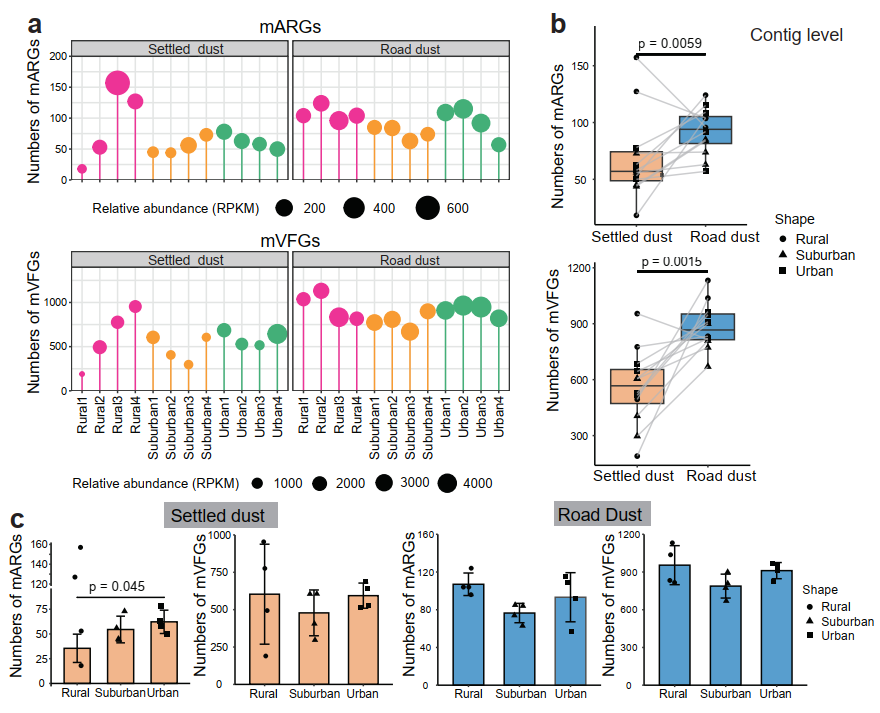 a
mARGs
Settled dust
Road dust
Numbers of mARGs
200
150
100
50
0
Relative abundance (RPKM)
200
400
600
mVFGs
Settled dust
Road dust
Numbers of mVFGs
1000
500
0
Rural1
Rural2
Rural3
Rural4
Suburban1
Suburban2
Suburban3
Suburban4
Urban1
Urban2
Urban3
Urban4
Rural1
Rural2
Rural3
Rural4
Suburban1
Suburban2
Suburban3
Suburban4
Urban1
Urban2
Urban3
Urban4
Relative abundance (RPKM)
1000
2000
3000
4000
b
Contig level
p = 0.0059
Numbers of mARGs
150
100
50
Settled dust
Road dust
p = 0.0015
Numbers of mVFGs
1200
900
600
300
Settled dust
Road dust
Shape
Rural
Suburban
Urban
c
Settled dust
Numbers of mARGs
160
140
120
75
50
25
0
p = 0.045
Rural
Suburban
Urban
Numbers of mVFGs
1000
750
500
250
0
Rural
Suburban
Urban
Road Dust
Numbers of mARGs
160
120
80
40
0
Rural
Suburban
Urban
Numbers of mVFGs
1200
900
600
300
0
Rural
Suburban
Urban
Shape
Rural
Suburban
Urban